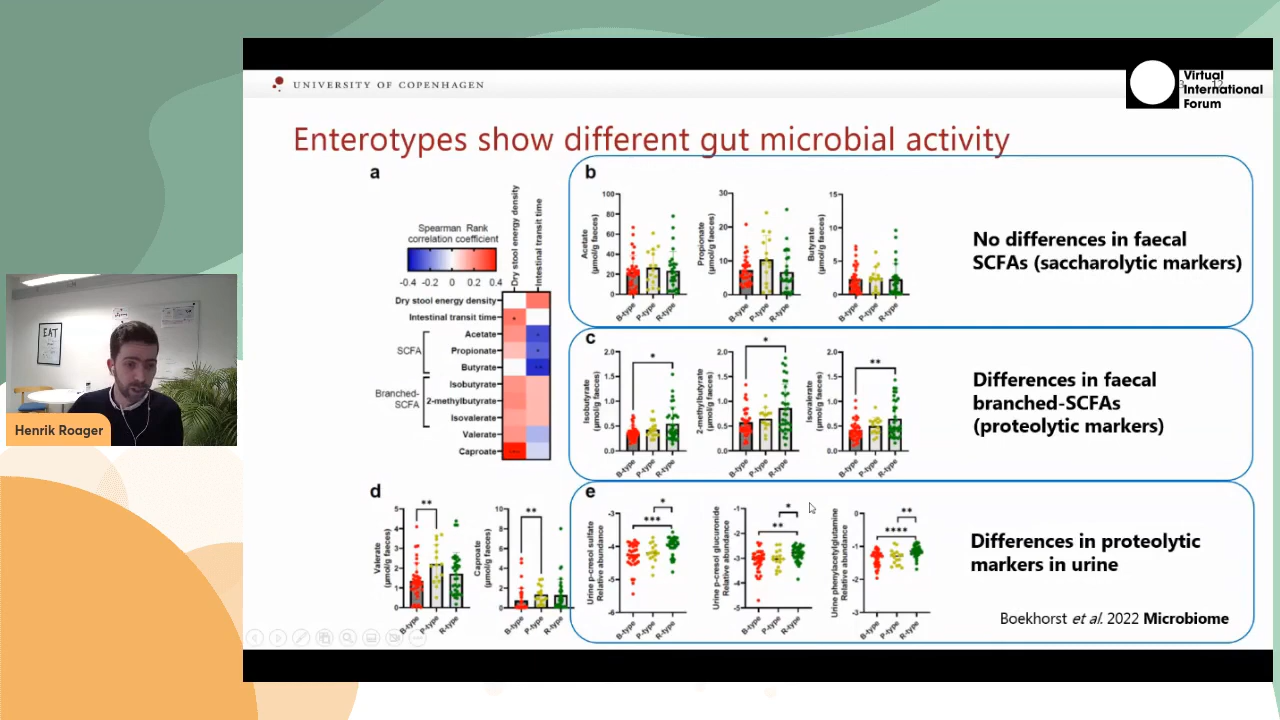 UNIVERSITY OF COPENHAGEN
Virtual
International
Forum
Enterotypes show different gut microbial activity
a
Spearman Rank
correlation coefficient
-0.4 -0.2 0 0.2 0.4
Dry stool energy density
Intestinal transit time
Dry stool energy density
Intestinal transit time
SCFA
Acetate
Propionate
Butyrate
Branched-
SCFA
Isobutyrate
2-methylbutyrate
Isovalerate
Valerate
Caproate
b
Acetate
(μmol/g faeces)
100
80
60
40
20
0
B-type P-type R-type
Propionate
(μmol/g faeces)
30
20
10
0
B-type P-type R-type
Butyrate
(μmol/g faeces)
15
10
5
0
B-type P-type R-type
No differences in faecal
SCFAs (saccharolytic markers)
c
Isobutyrate
(μmol/g faeces)
2.0
1.5
1.0
0.5
0.0
*
B-type P-type R-type
2-methylbutyrate
(μmol/g faeces)
2.0
1.5
1.0
0.5
0.0
*
B-type P-type R-type
Isovalerate
(μmol/g faeces)
2.0
1.5
1.0
0.5
0.0
**
B-type P-type R-type
Differences in faecal
branched-SCFAs
(proteolytic markers)
d
Valerate
(μmol/g faeces)
5
4
3
2
1
0
**
B-type P-type R-type
Caproate
(μmol/g faeces)
10
8
6
4
2
0
**
B-type P-type R-type
e
Urine p-cresol sulfate
Relative abundance
-3
-4
-5
-6
*
***
B-type P-type R-type
Urine p-cresol glucuronide
Relative abundance
-1
-2
-3
-4
-5
*
**
B-type P-type R-type
Urine phenylacetylglutamine
Relative abundance
0
-1
-2
-3
**
****
B-type P-type R-type
Differences in proteolytic
markers in urine
Boekhorst et al. 2022 Microbiome
EAT
Henrik Roager